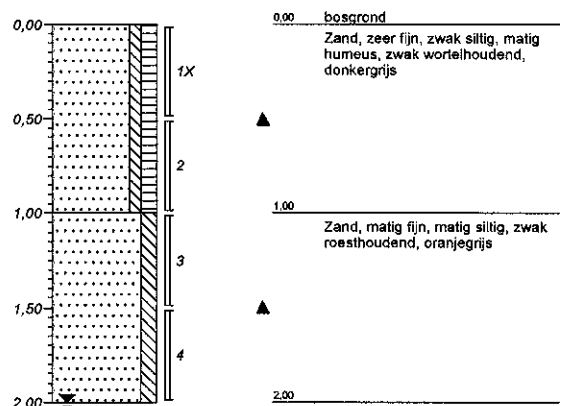 0,00
0,50
1,00
1,50
2,00
1X
2
3
4
0,00 bosgrond
Zand, zeer fijn, zwak siltig, matig
humeus, zwak wortelhoudend,
donkergrijs
1,00
Zand, matig fijn, matig siltig, zwak
roesthoudend, oranjegrijs
2,00